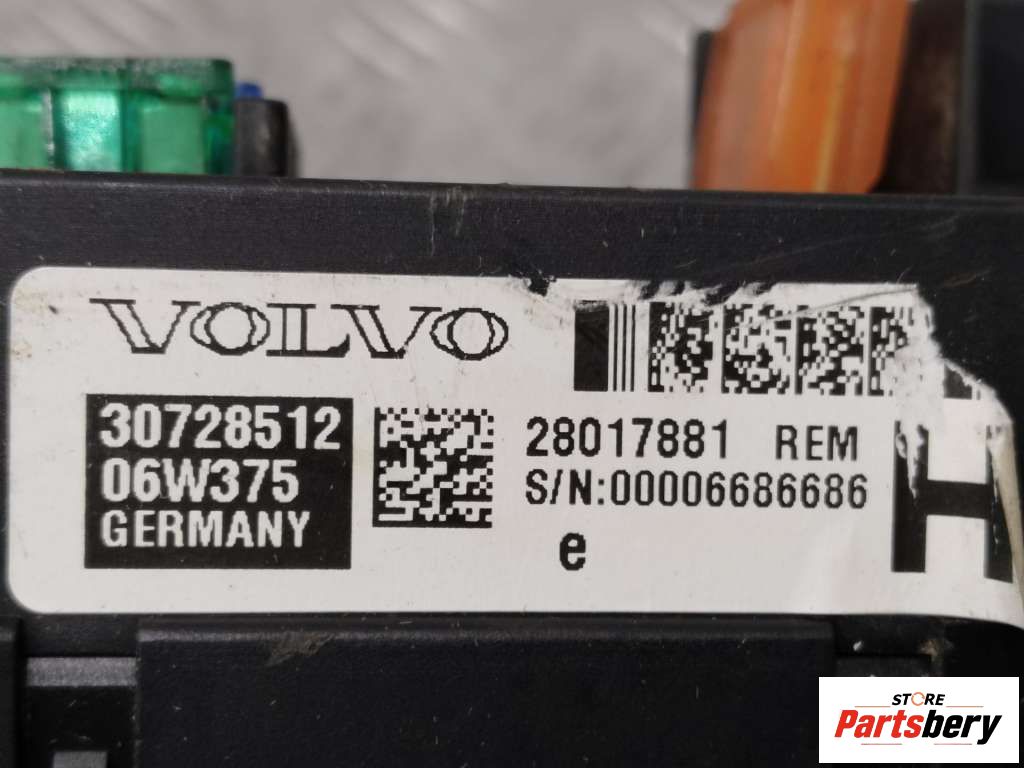 VOLVO
30728512
06W375
GERMANY
28017881 REM
S/N:00006686686
e
H
STORE
Partsbery